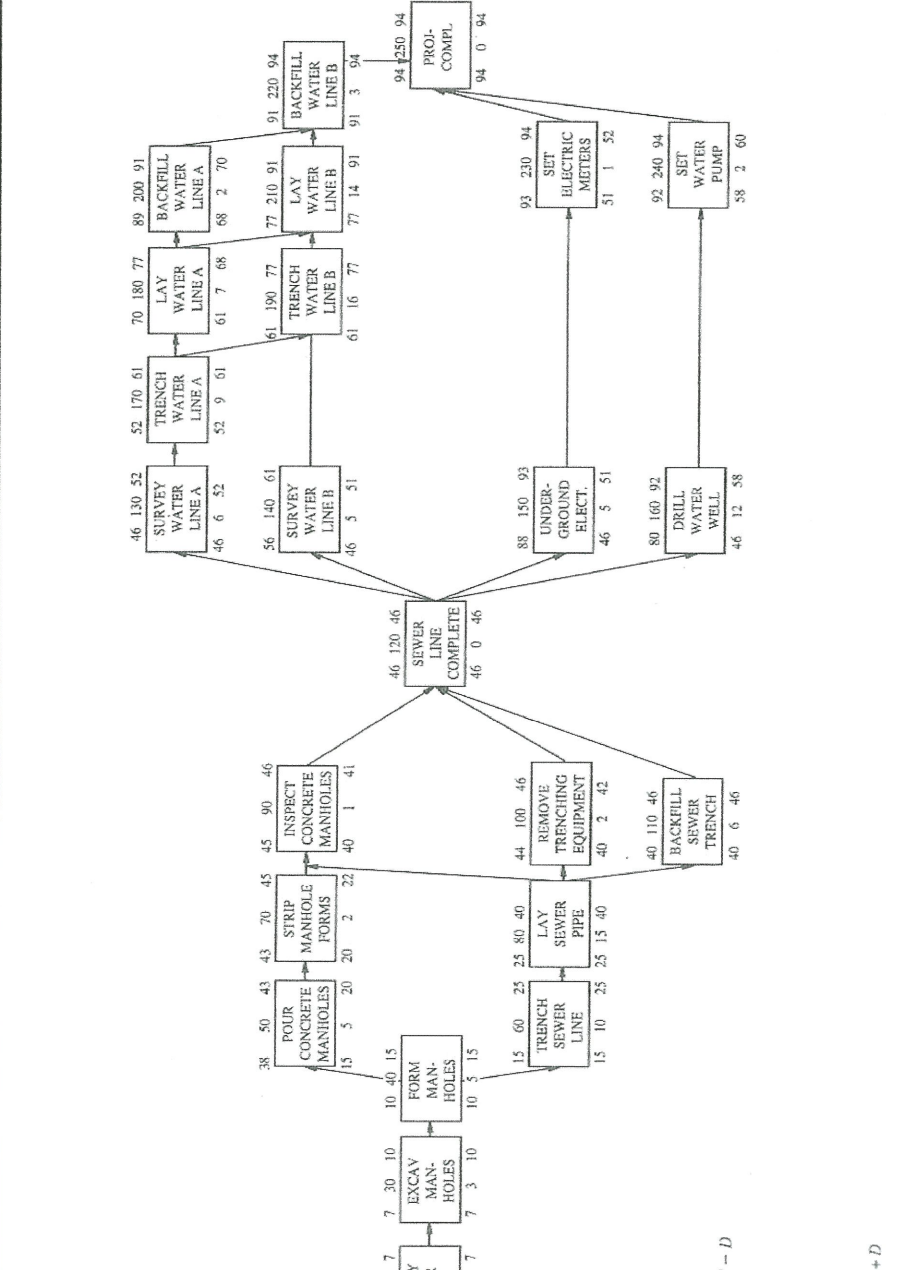 7
Y
7
7 30 10
EXCAV
MAN-
HOLES
7 3 10
10 40 15
FORM
MAN-
HOLES
10 5 15
38 50 43
POUR
CONCRETE
MANHOLES
15 5 20
43 70 45
STRIP
MANHOLE
FORMS
20 2 22
45 90 46
INSPECT
CONCRETE
MANHOLES
40 1 41
15 60 25
TRENCH
SEWER
LINE
15 10 25
25 80 40
LAY
SEWER
PIPE
25 15 40
44 100 46
REMOVE
TRENCHING
EQUIPMENT
40 2 42
40 110 46
BACKFILL
SEWER
TRENCH
40 6 46
46 120 46
SEWER
LINE
COMPLETE
46 0 46
46 130 52
SURVEY
WATER
LINE A
46 6 52
52 170 61
TRENCH
WATER
LINE A
52 9 61
70 180 77
LAY
WATER
LINE A
61 7 68
89 200 91
BACKFILL
WATER
LINE A
68 2 70
56 140 61
SURVEY
WATER
LINE B
46 5 51
61 190 77
TRENCH
WATER
LINE B
61 16 77
77 210 91
LAY
WATER
LINE B
77 14 91
91 220 94
BACKFILL
WATER
LINE B
91 3 94
88 150 93
UNDER-
GROUND
ELECT.
46 5 51
93 230 94
SET
ELECTRIC
METERS
51 1 52
80 160 92
DRILL
WATER
WELL
46 12 58
92 240 94
SET
WATER
PUMP
58 2 60
94 250 94
PROJ-
COMPL
94 0 94
– D
+ D